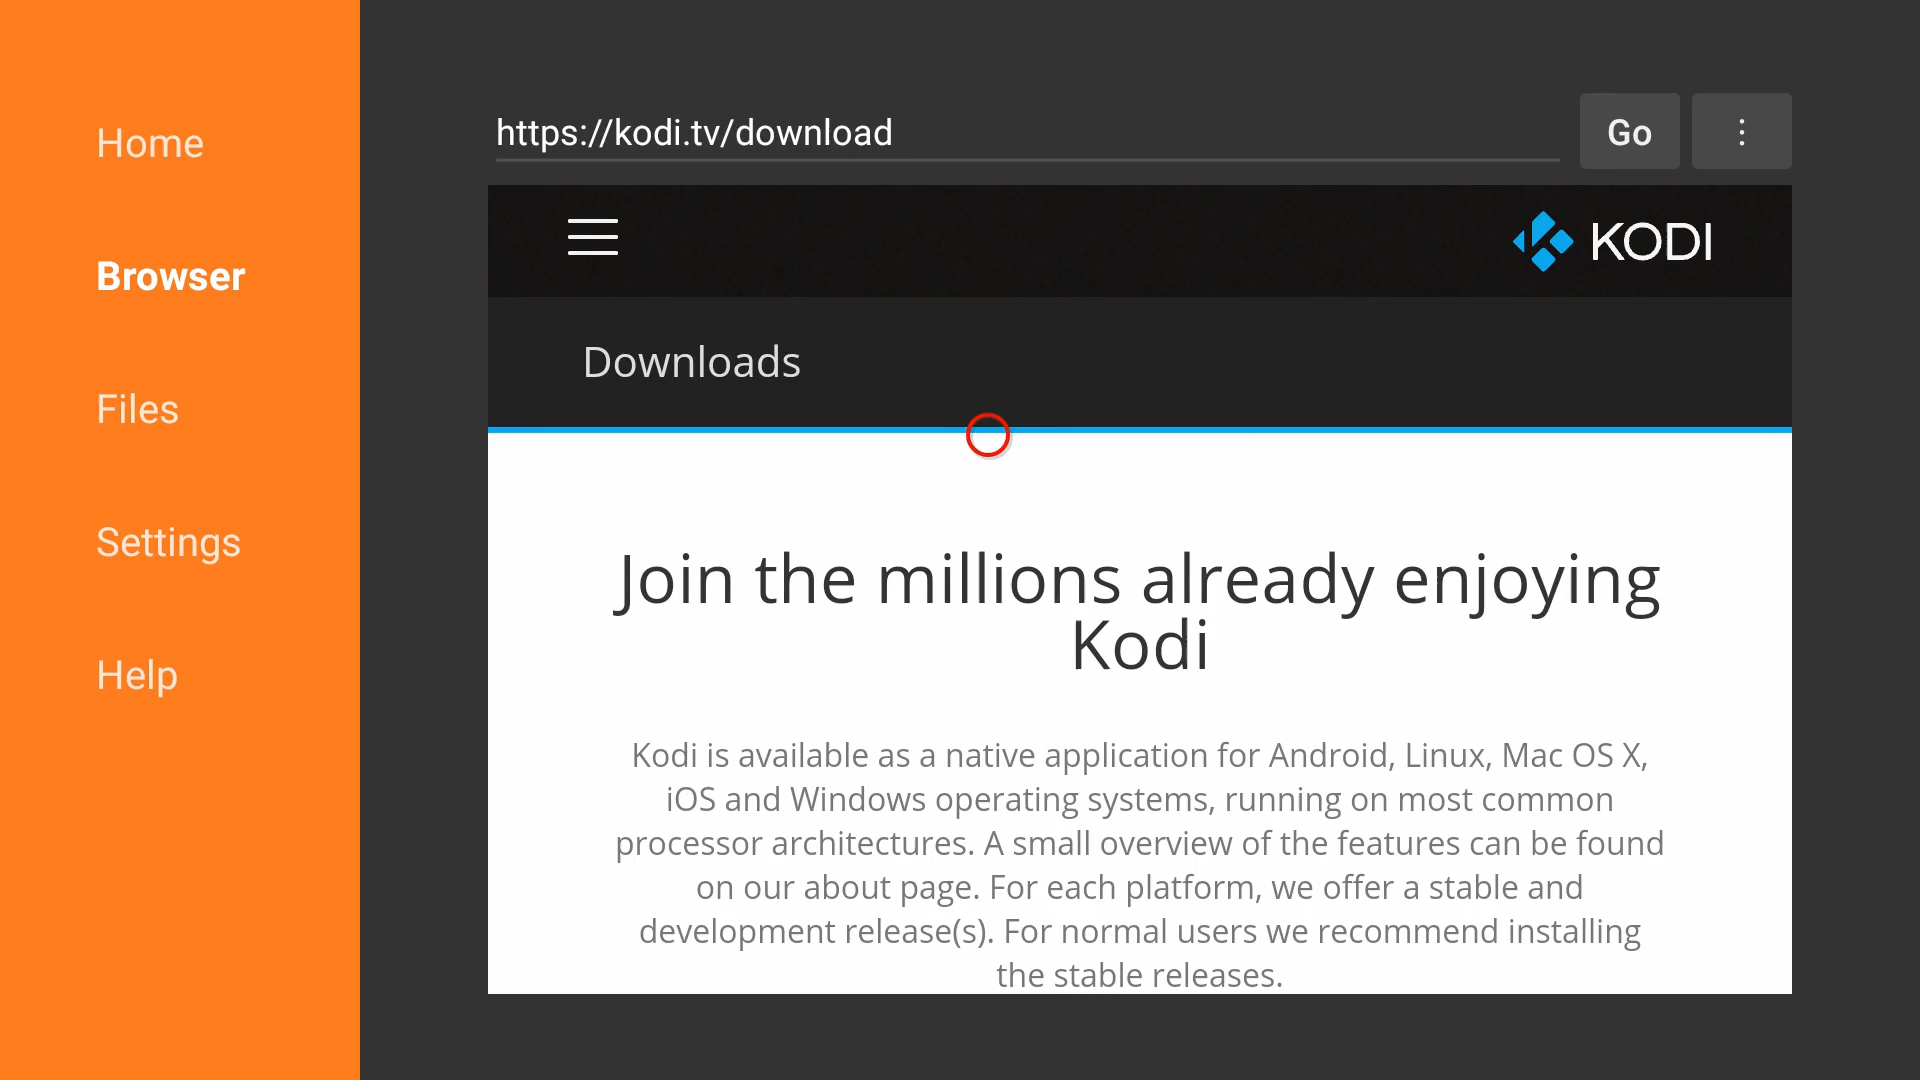 Home
Browser
Files
Settings
Help
https://kodi.tv/download
Go
KODI
Downloads
Join the millions already enjoying
Kodi
Kodi is available as a native application for Android, Linux, Mac OS X,
iOS and Windows operating systems, running on most common
processor architectures. A small overview of the features can be found
on our about page. For each platform, we offer a stable and
development release(s). For normal users we recommend installing
the stable releases.